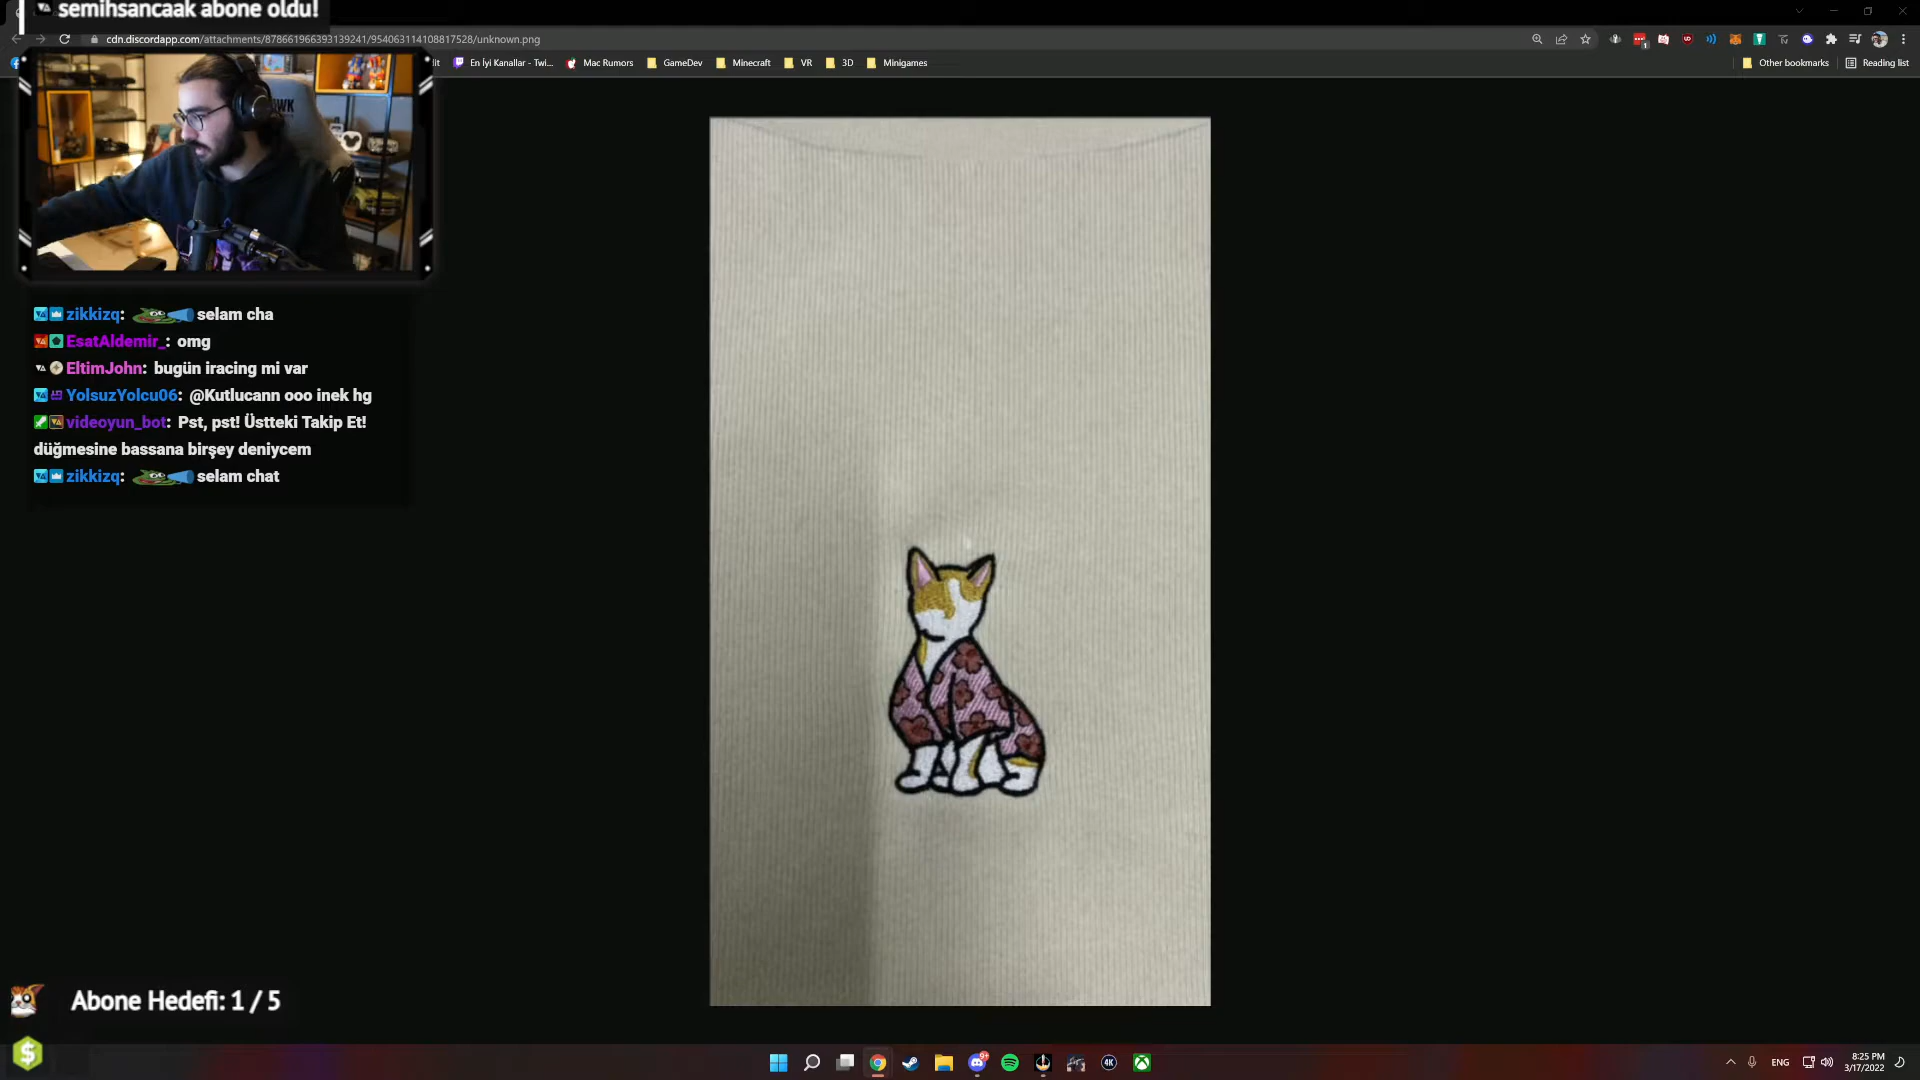 semihsancaak abone oldu!
cdn.discordapp.com/attachments/878661966393139241/954063114108817528/unknown.png
En İyi Kanallar - Twi...
Mac Rumors
GameDev
Minecraft
VR
3D
Minigames
Other bookmarks
Reading list
zikkizq: selam cha
EsatAldemir_: omg
EltimJohn: bugün iracing mi var
YolsuzYolcu06: @Kutlucann ooo inek hg
videoyun_bot: Pst, pst! Üstteki Takip Et!
düğmesine bassana birşey deniycem
zikkizq: selam chat
Abone Hedefi: 1 / 5
9+
4K
ENG
8:25 PM
3/17/2022